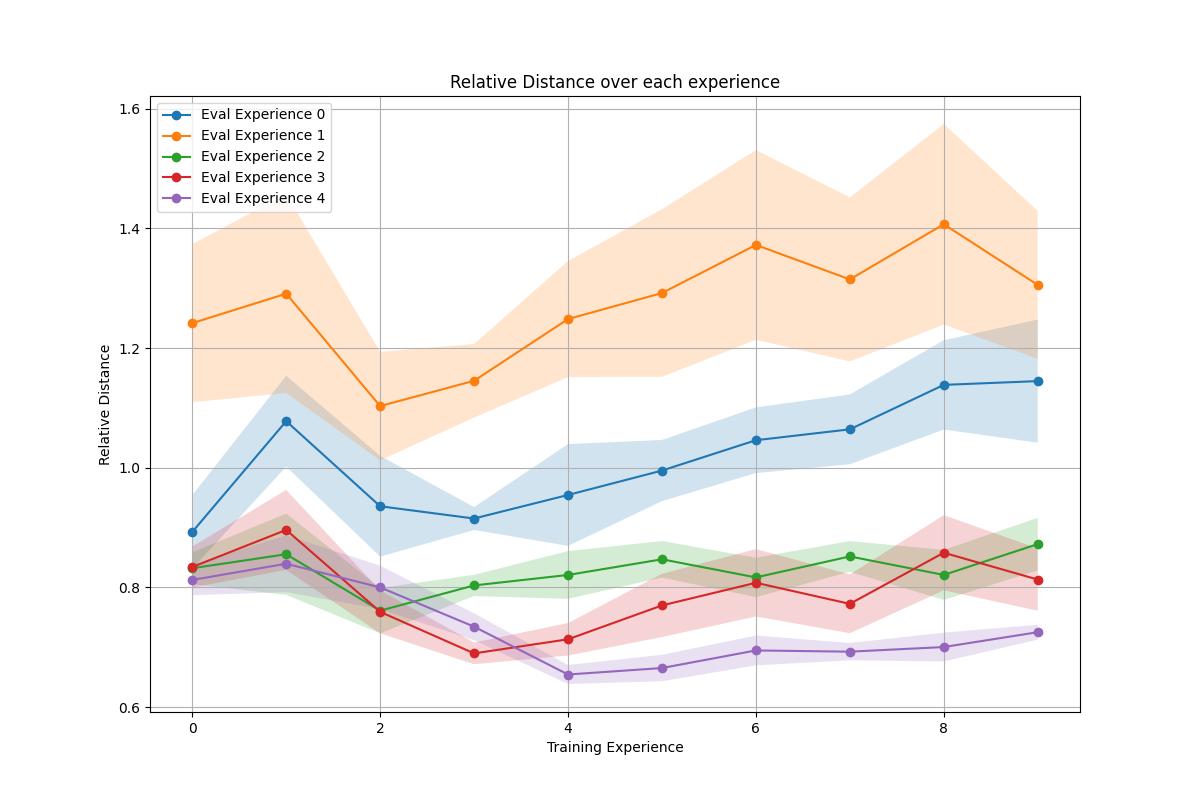 Relative Distance over each experience
Eval Experience 0
Eval Experience 1
Eval Experience 2
Eval Experience 3
Eval Experience 4
1.6
1.4
1.2
1.0
0.8
0.6
Relative Distance
0 2 4 6 8
Training Experience